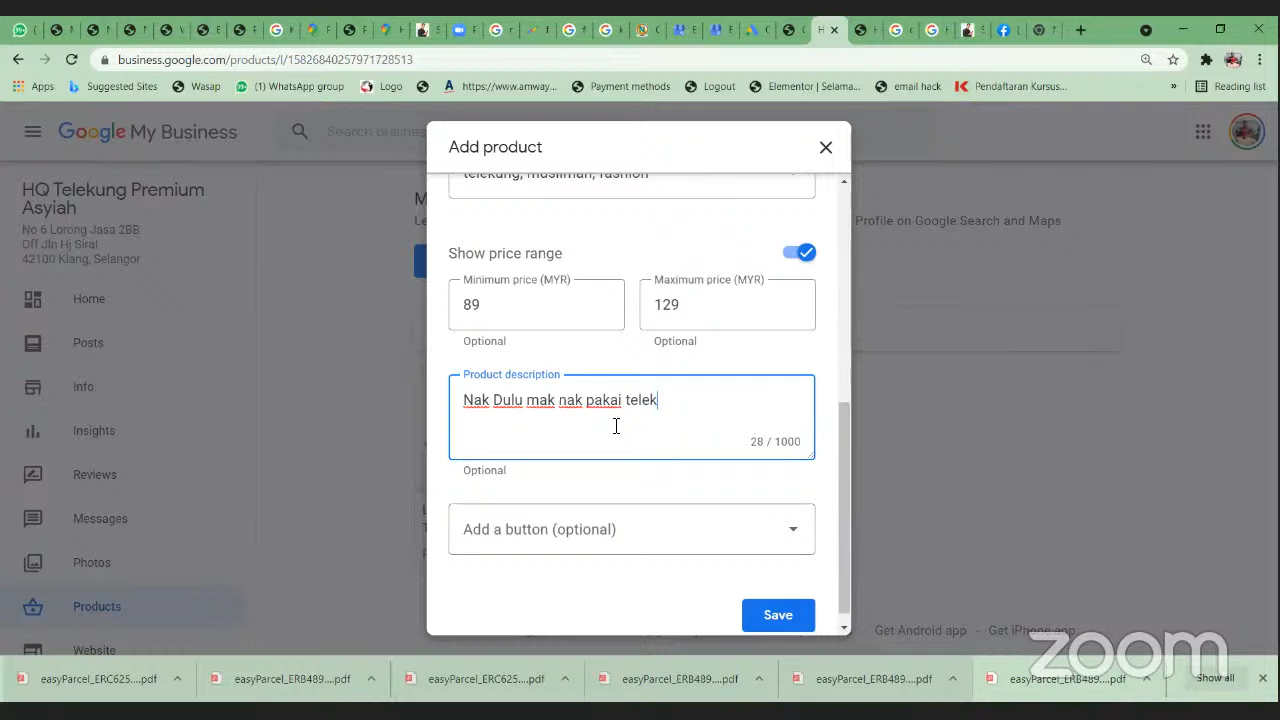 business.google.com/products/l/15826840257971728513
Apps
Suggested Sites
Wasap
(1) WhatsApp group
Logo
https://www.amway...
Payment methods
Logout
Elementor | Selama...
email hack
Pendaftaran Kursus...
»
Reading list
Google My Business
Search busines
Add product
HQ Telekung Premium
Asyiah
No 6 Lorong Jasa 2BB
Off Jln Hj Sirat
42100 Klang, Selangor
Home
Posts
Info
Insights
Reviews
Messages
Photos
Products
Website
telekung, muslimah, fashion
Profile on Google Search and Maps
Show price range
Minimum price (MYR)
89
Optional
Maximum price (MYR)
129
Optional
Product description
Nak Dulu mak nak pakai telek
28 / 1000
Optional
Add a button (optional)
Save
Get Android app - Get iPhone app
zoom
easyParcel_ERC625....pdf
easyParcel_ERB489....pdf
easyParcel_ERC625....pdf
easyParcel_ERB489....pdf
easyParcel_ERB489....pdf
easyParcel_ERB489....pdf
Show all